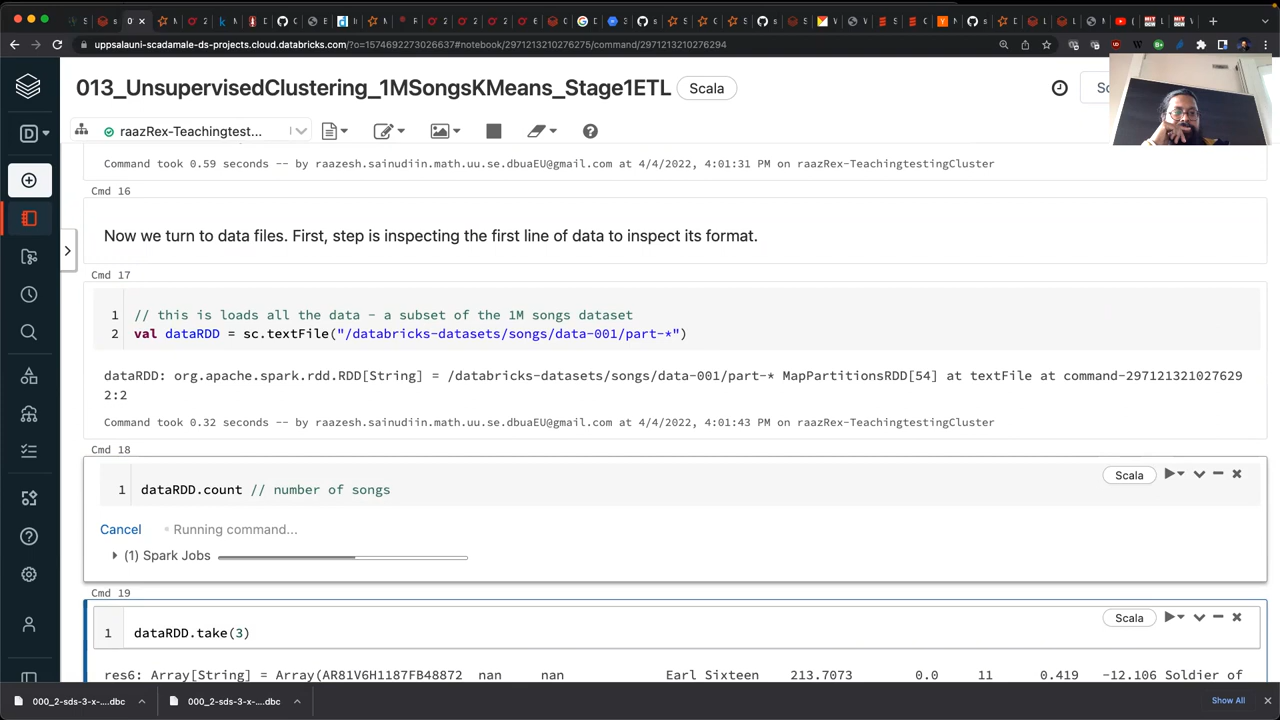 uppsalauni-scadamale-ds-projects.cloud.databricks.com/?o=1574692273026637#notebook/2971213210276275/command/2971213210276294
013_UnsupervisedClustering_1MSongsKMeans_Stage1ETL
Scala
Sc
D
raazRex-Teachingtest...
Command took 0.59 seconds -- by raazesh.sainudiin.math.uu.se.dbuaEU@gmail.com at 4/4/2022, 4:01:31 PM on raazRex-TeachingtestingCluster
Cmd 16
Now we turn to data files. First, step is inspecting the first line of data to inspect its format.
Cmd 17
1 // this is loads all the data - a subset of the 1M songs dataset
2 val dataRDD = sc.textFile("/databricks-datasets/songs/data-001/part-*")
dataRDD: org.apache.spark.rdd.RDD[String] = /databricks-datasets/songs/data-001/part-* MapPartitionsRDD[54] at textFile at command-297121321027629
2:2
Command took 0.32 seconds -- by raazesh.sainudiin.math.uu.se.dbuaEU@gmail.com at 4/4/2022, 4:01:43 PM on raazRex-TeachingtestingCluster
Cmd 18
Scala
1 dataRDD.count // number of songs
Cancel Running command...
(1) Spark Jobs
Cmd 19
Scala
1 dataRDD.take(3)
res6: Array[String] = Array(AR81V6H1187FB48872 nan nan Earl Sixteen 213.7073 0.0 11 0.419 -12.106 Soldier of
000_2-sds-3-x-....dbc 000_2-sds-3-x-....dbc Show All